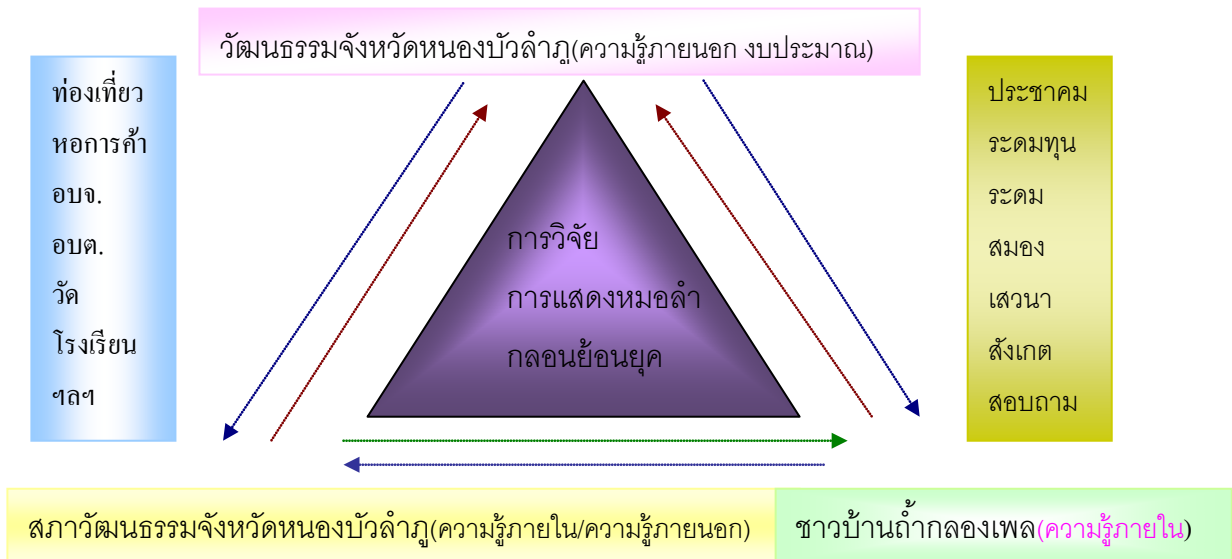 วัฒนธรรมจังหวัดหนองบัวลำภู(ความรู้ภายนอก งบประมาณ)
ท่องเที่ยว
หอการค้า
อบจ.
อบต.
วัด
โรงเรียน
ฯลฯ
การวิจัย
การแสดงหมอลำ
กลอนย้อนยุค
ประชาคม
ระดมทุน
ระดม
สมอง
เสวนา
สังเกต
สอบถาม
สภาวัฒนธรรมจังหวัดหนองบัวลำภู(ความรู้ภายใน/ความรู้ภายนอก)
ชาวบ้านถ้ำกลองเพล(ความรู้ภายใน)